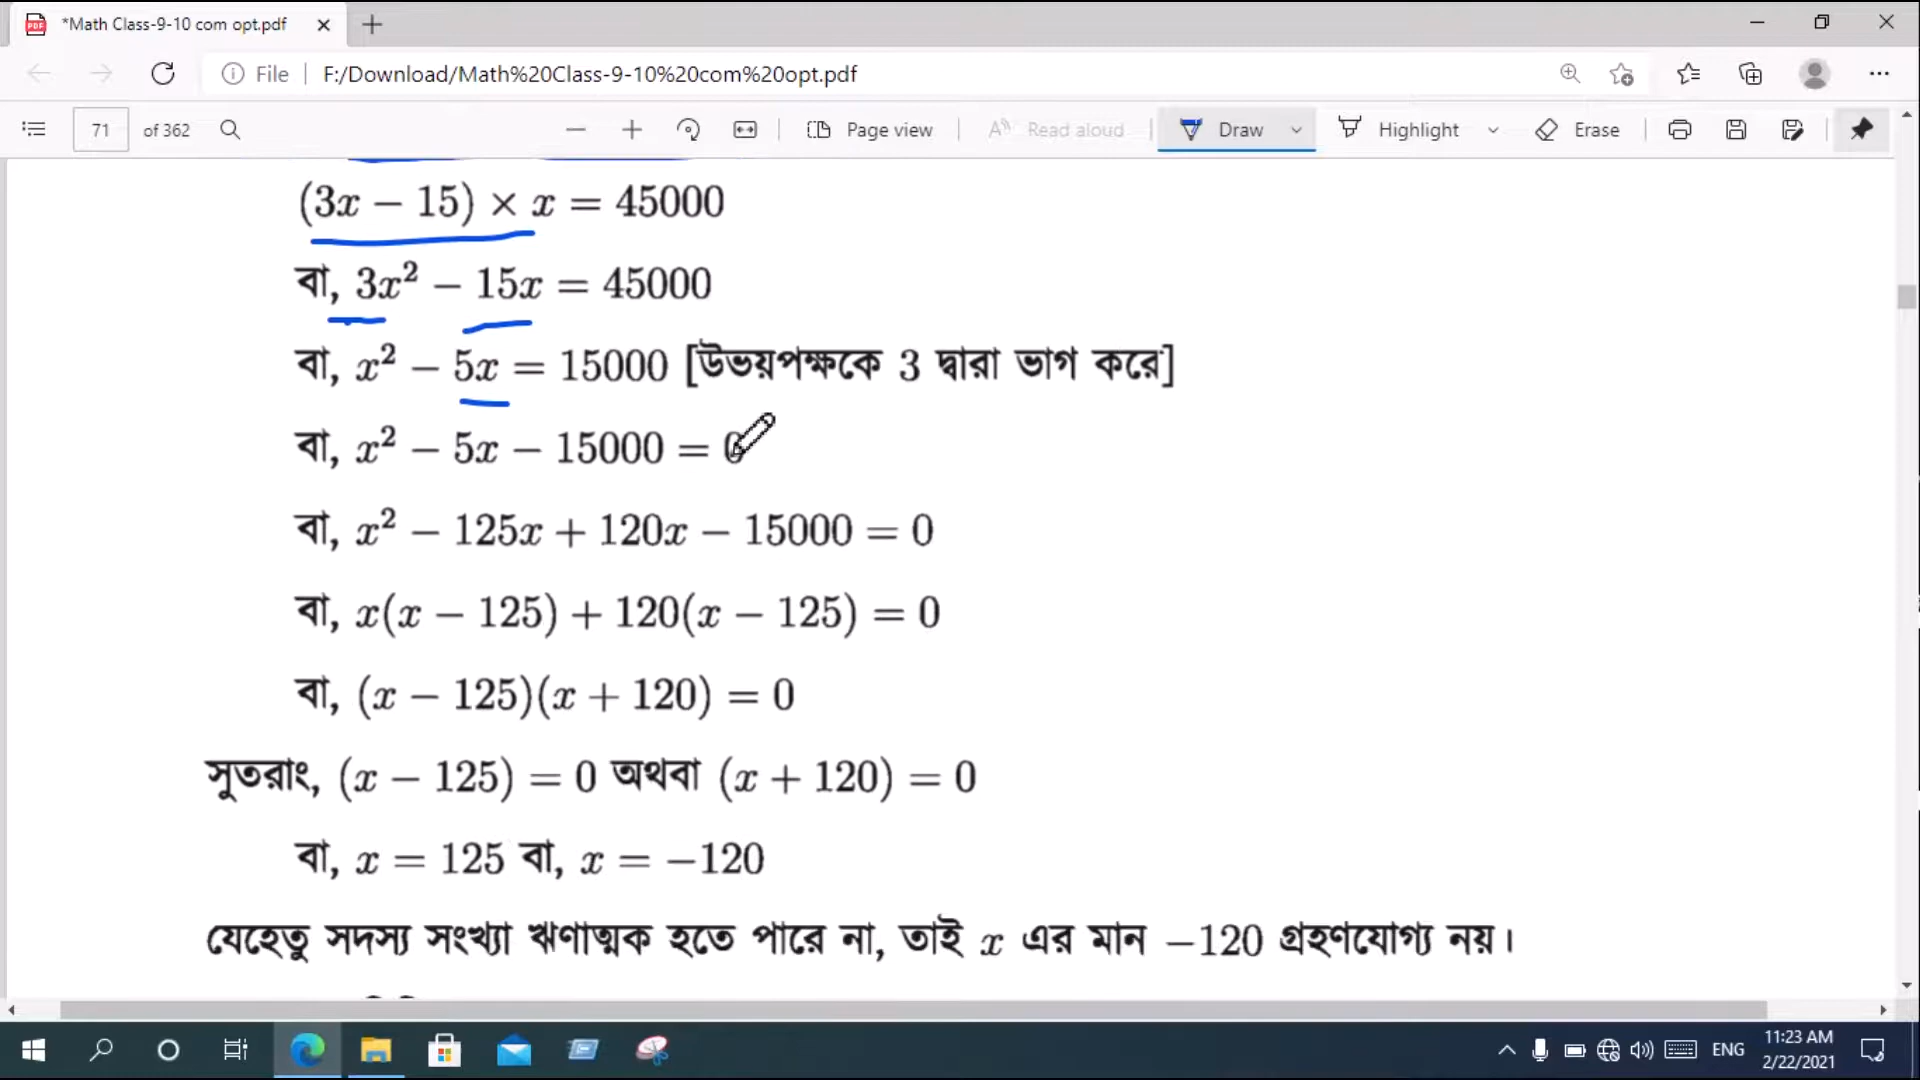 *Math Class-9-10 com opt.pdf
File F:/Download/Math%20Class-9-10%20com%20opt.pdf
71 of 362 Page view Read aloud Draw Highlight Erase
(3x − 15) × x = 45000
বা, 3x² − 15x = 45000
বা, x² − 5x = 15000 [উভয়পক্ষকে 3 দ্বারা ভাগ করে]
বা, x² − 5x − 15000 = 0
বা, x² − 125x + 120x − 15000 = 0
বা, x(x − 125) + 120(x − 125) = 0
বা, (x − 125)(x + 120) = 0
সুতরাং, (x − 125) = 0 অথবা (x + 120) = 0
বা, x = 125 বা, x = −120
যেহেতু সদস্য সংখ্যা ঋণাত্মক হতে পারে না, তাই x এর মান −120 গ্রহণযোগ্য নয়।
ENG 11:23 AM
2/22/2021